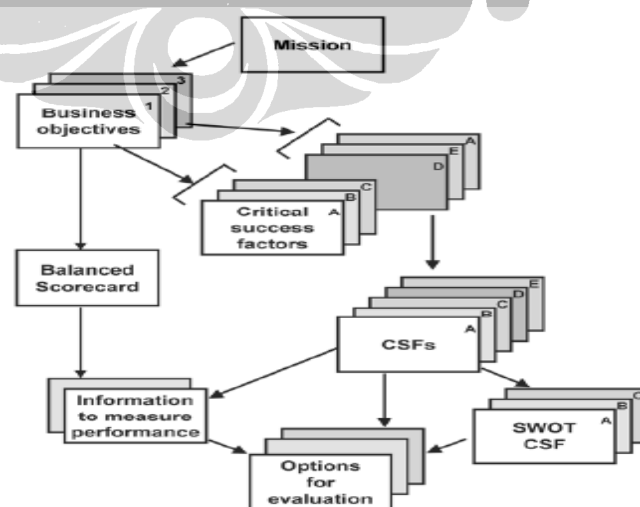 Mission
3
2
1
Business
objectives
A
E
D
C
B
A
Critical
success
factors
Balanced
Scorecard
E
D
C
B
A
CSFs
Information
to measure
performance
C
B
A
SWOT
CSF
Options
for
evaluation